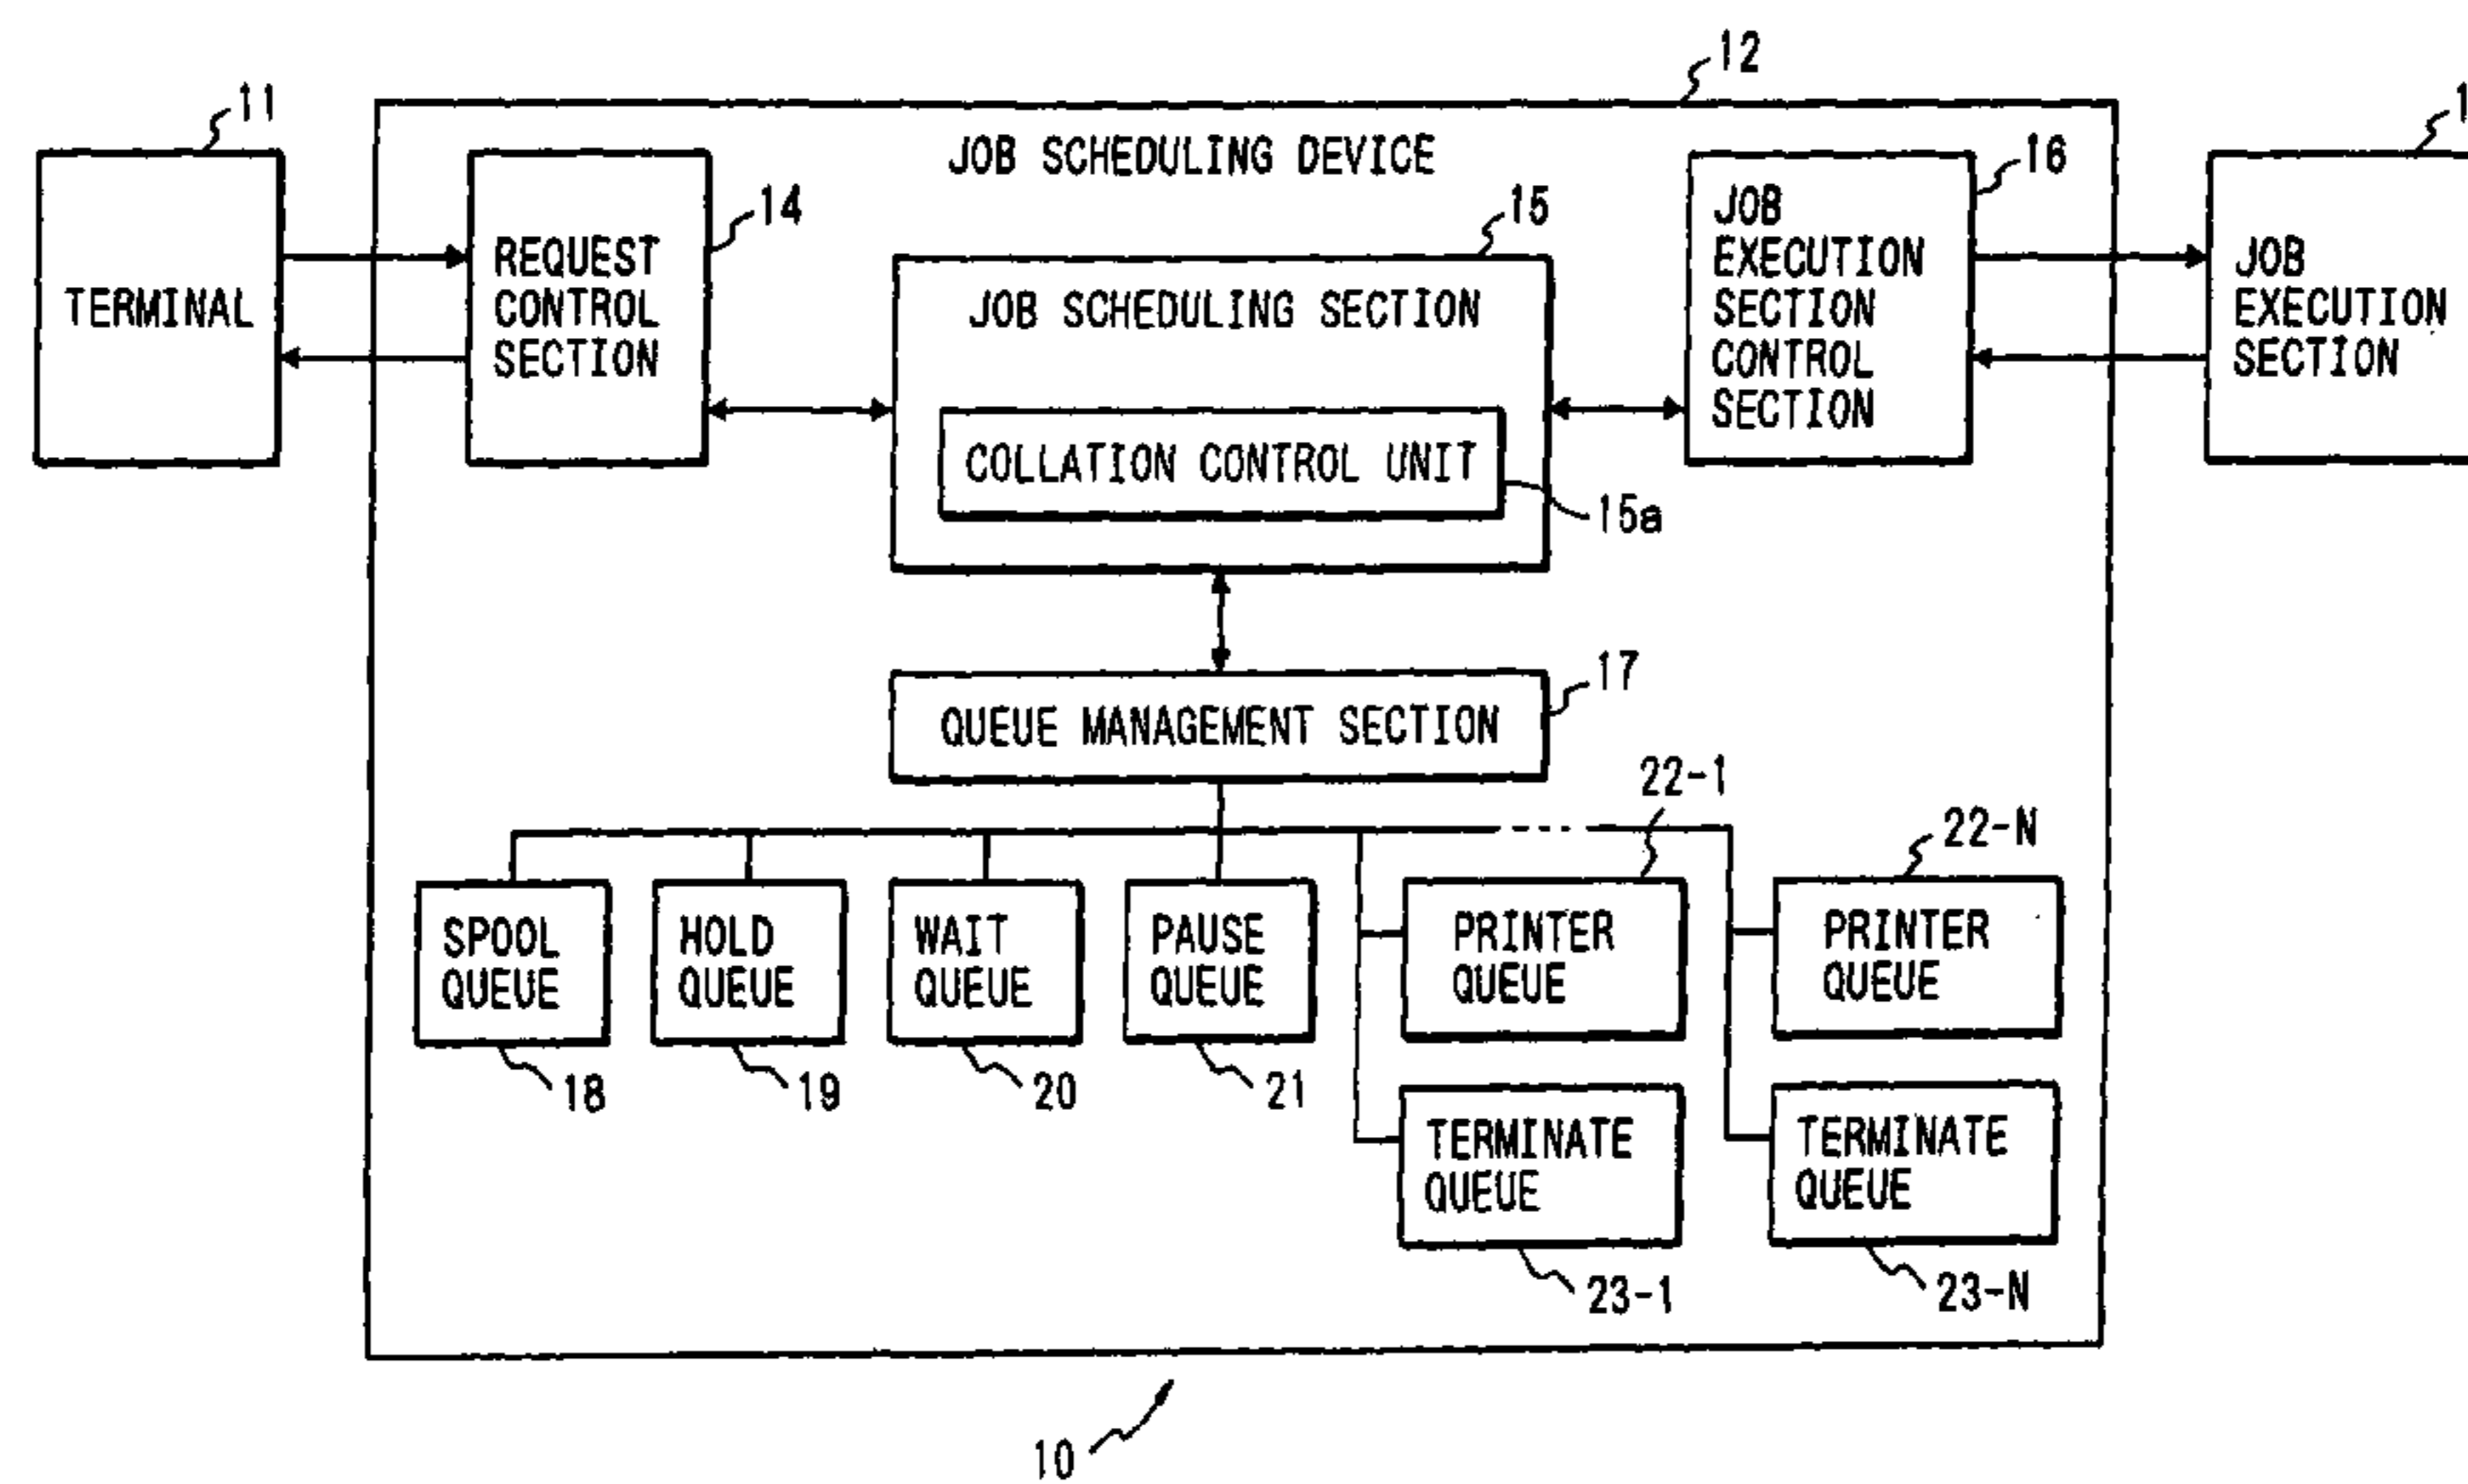 12
11
1
JOB SCHEDULING DEVICE
16
14
15
JOB
EXECUTION
SECTION
CONTROL
SECTION
REQUEST
CONTROL
SECTION
JOB
EXECUTION
SECTION
TERMINAL
JOB SCHEDULING SECTION
COLLATION CONTROL UNIT
15a
17
QUEUE MANAGEMENT SECTION
22-1
22-N
SPOOL
QUEUE
HOLD
QUEUE
WAIT
QUEUE
PAUSE
QUEUE
PRINTER
QUEUE
PRINTER
QUEUE
18
19
20
21
TERMINATE
QUEUE
TERMINATE
QUEUE
23-1
23-N
10